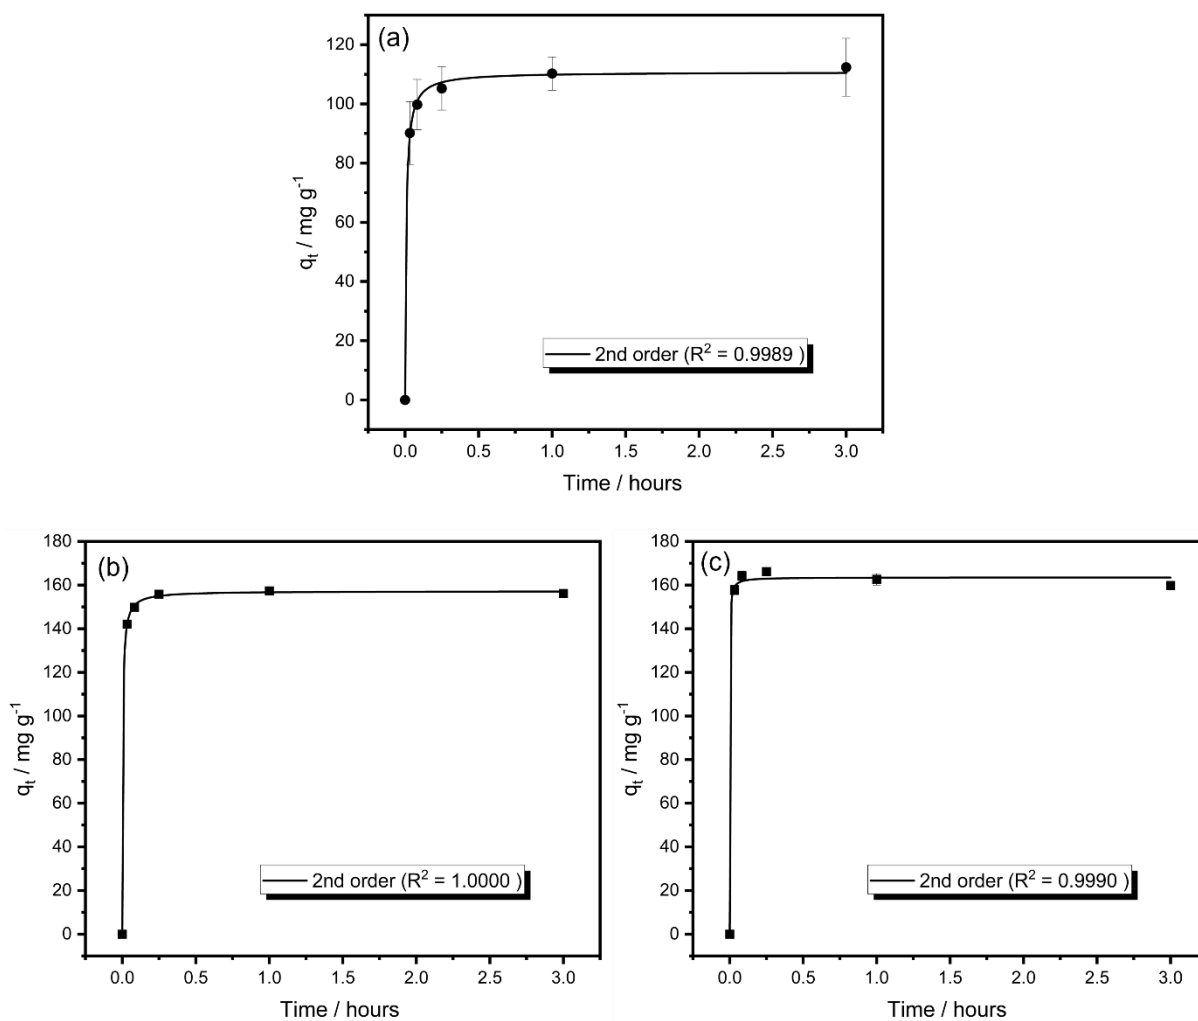 (a)
120
100
80
60
40
20
0
q_t / mg g^-1
2nd order (R^2 = 0.9989 )
0.0 0.5 1.0 1.5 2.0 2.5 3.0
Time / hours
(b)
180
160
140
120
100
80
60
40
20
0
q_t / mg g^-1
2nd order (R^2 = 1.0000 )
0.0 0.5 1.0 1.5 2.0 2.5 3.0
Time / hours
(c)
180
160
140
120
100
80
60
40
20
0
q_t / mg g^-1
2nd order (R^2 = 0.9990 )
0.0 0.5 1.0 1.5 2.0 2.5 3.0
Time / hours